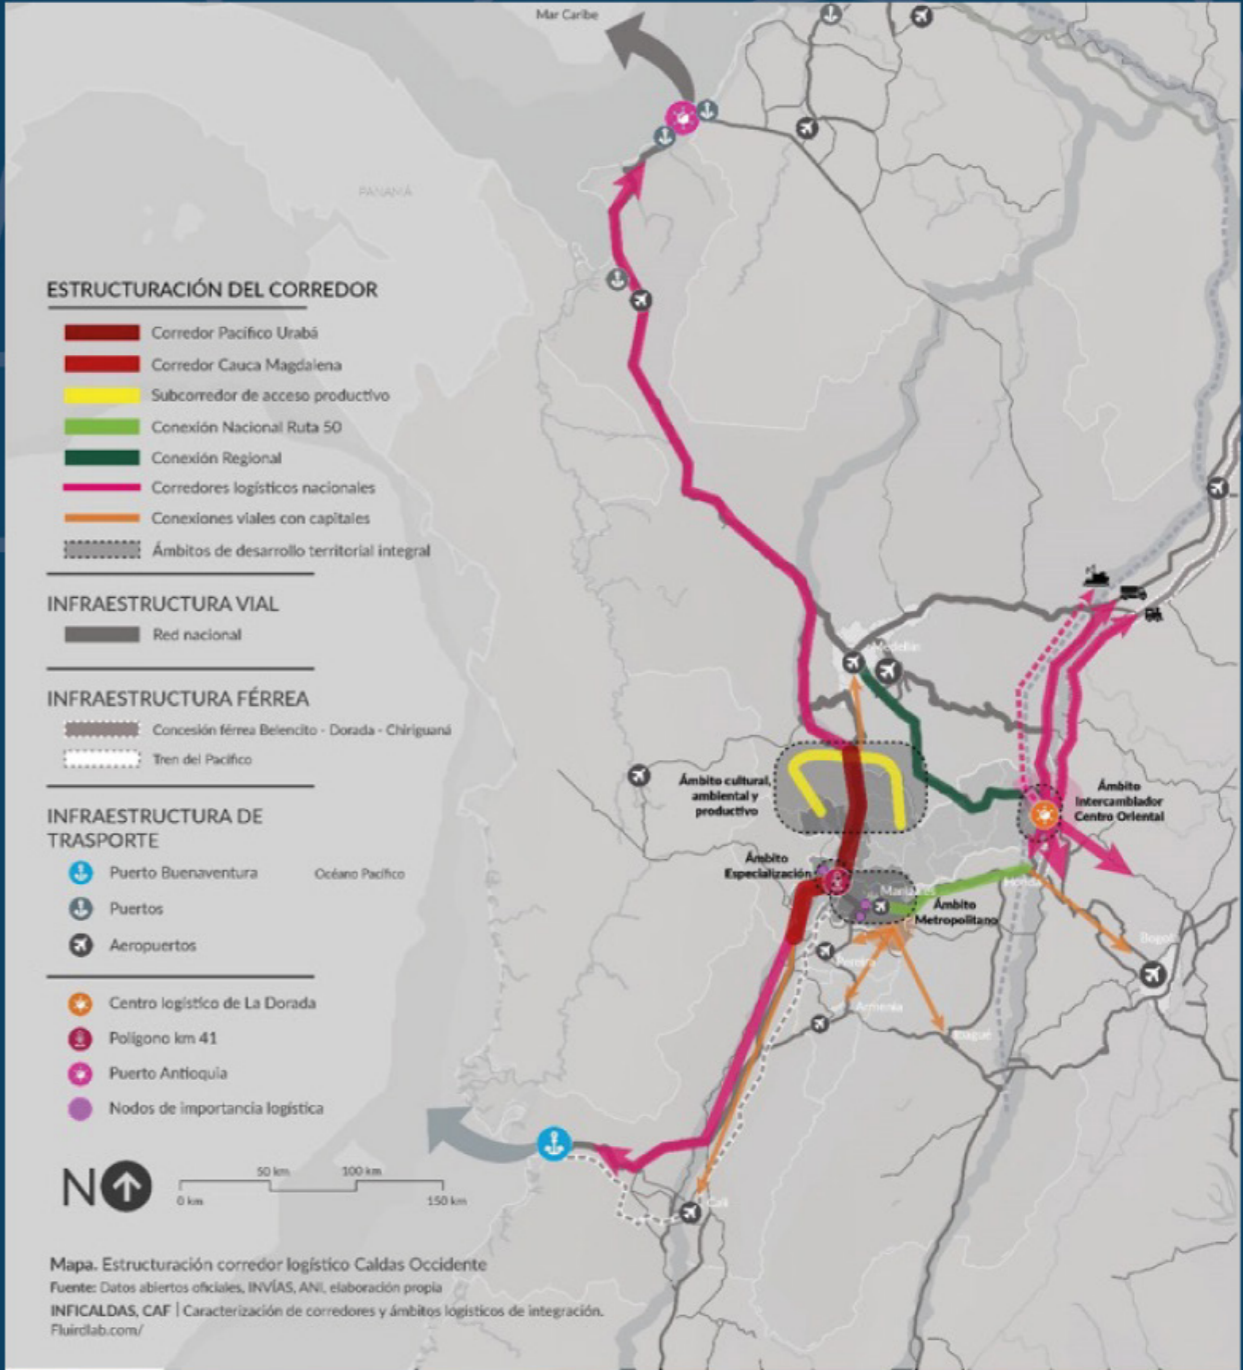 Mar Caribe
PANAMÁ
ESTRUCTURACIÓN DEL CORREDOR
Corredor Pacífico Urabá
Corredor Cauca Magdalena
Subcorredor de acceso productivo
Conexión Nacional Ruta 50
Conexión Regional
Corredores logísticos nacionales
Conexiones viales con capitales
Ámbitos de desarrollo territorial integral
INFRAESTRUCTURA VIAL
Red nacional
INFRAESTRUCTURA FÉRREA
Concesión férrea Belencito - Dorada - Chiriguaná
Tren del Pacífico
INFRAESTRUCTURA DE
TRASPORTE
Puerto Buenaventura
Océano Pacífico
Puertos
Aeropuertos
Centro logístico de La Dorada
Polígono km 41
Puerto Antioquia
Nodos de importancia logística
Medellín
Ámbito cultural,
ambiental y
productivo
Ámbito
Intercambiador
Centro Oriental
Ámbito
Especialización
Manizales
Honda
Ámbito
Metropolitano
Bogotá
Pereira
Armenia
Ibagué
Cali
N
50 km
100 km
0 km
150 km
Mapa. Estructuración corredor logístico Caldas Occidente
Fuente: Datos abiertos oficiales, INVÍAS, ANI, elaboración propia
INFICALDAS, CAF | Caracterización de corredores y ámbitos logísticos de integración.
Fluirdlab.com/